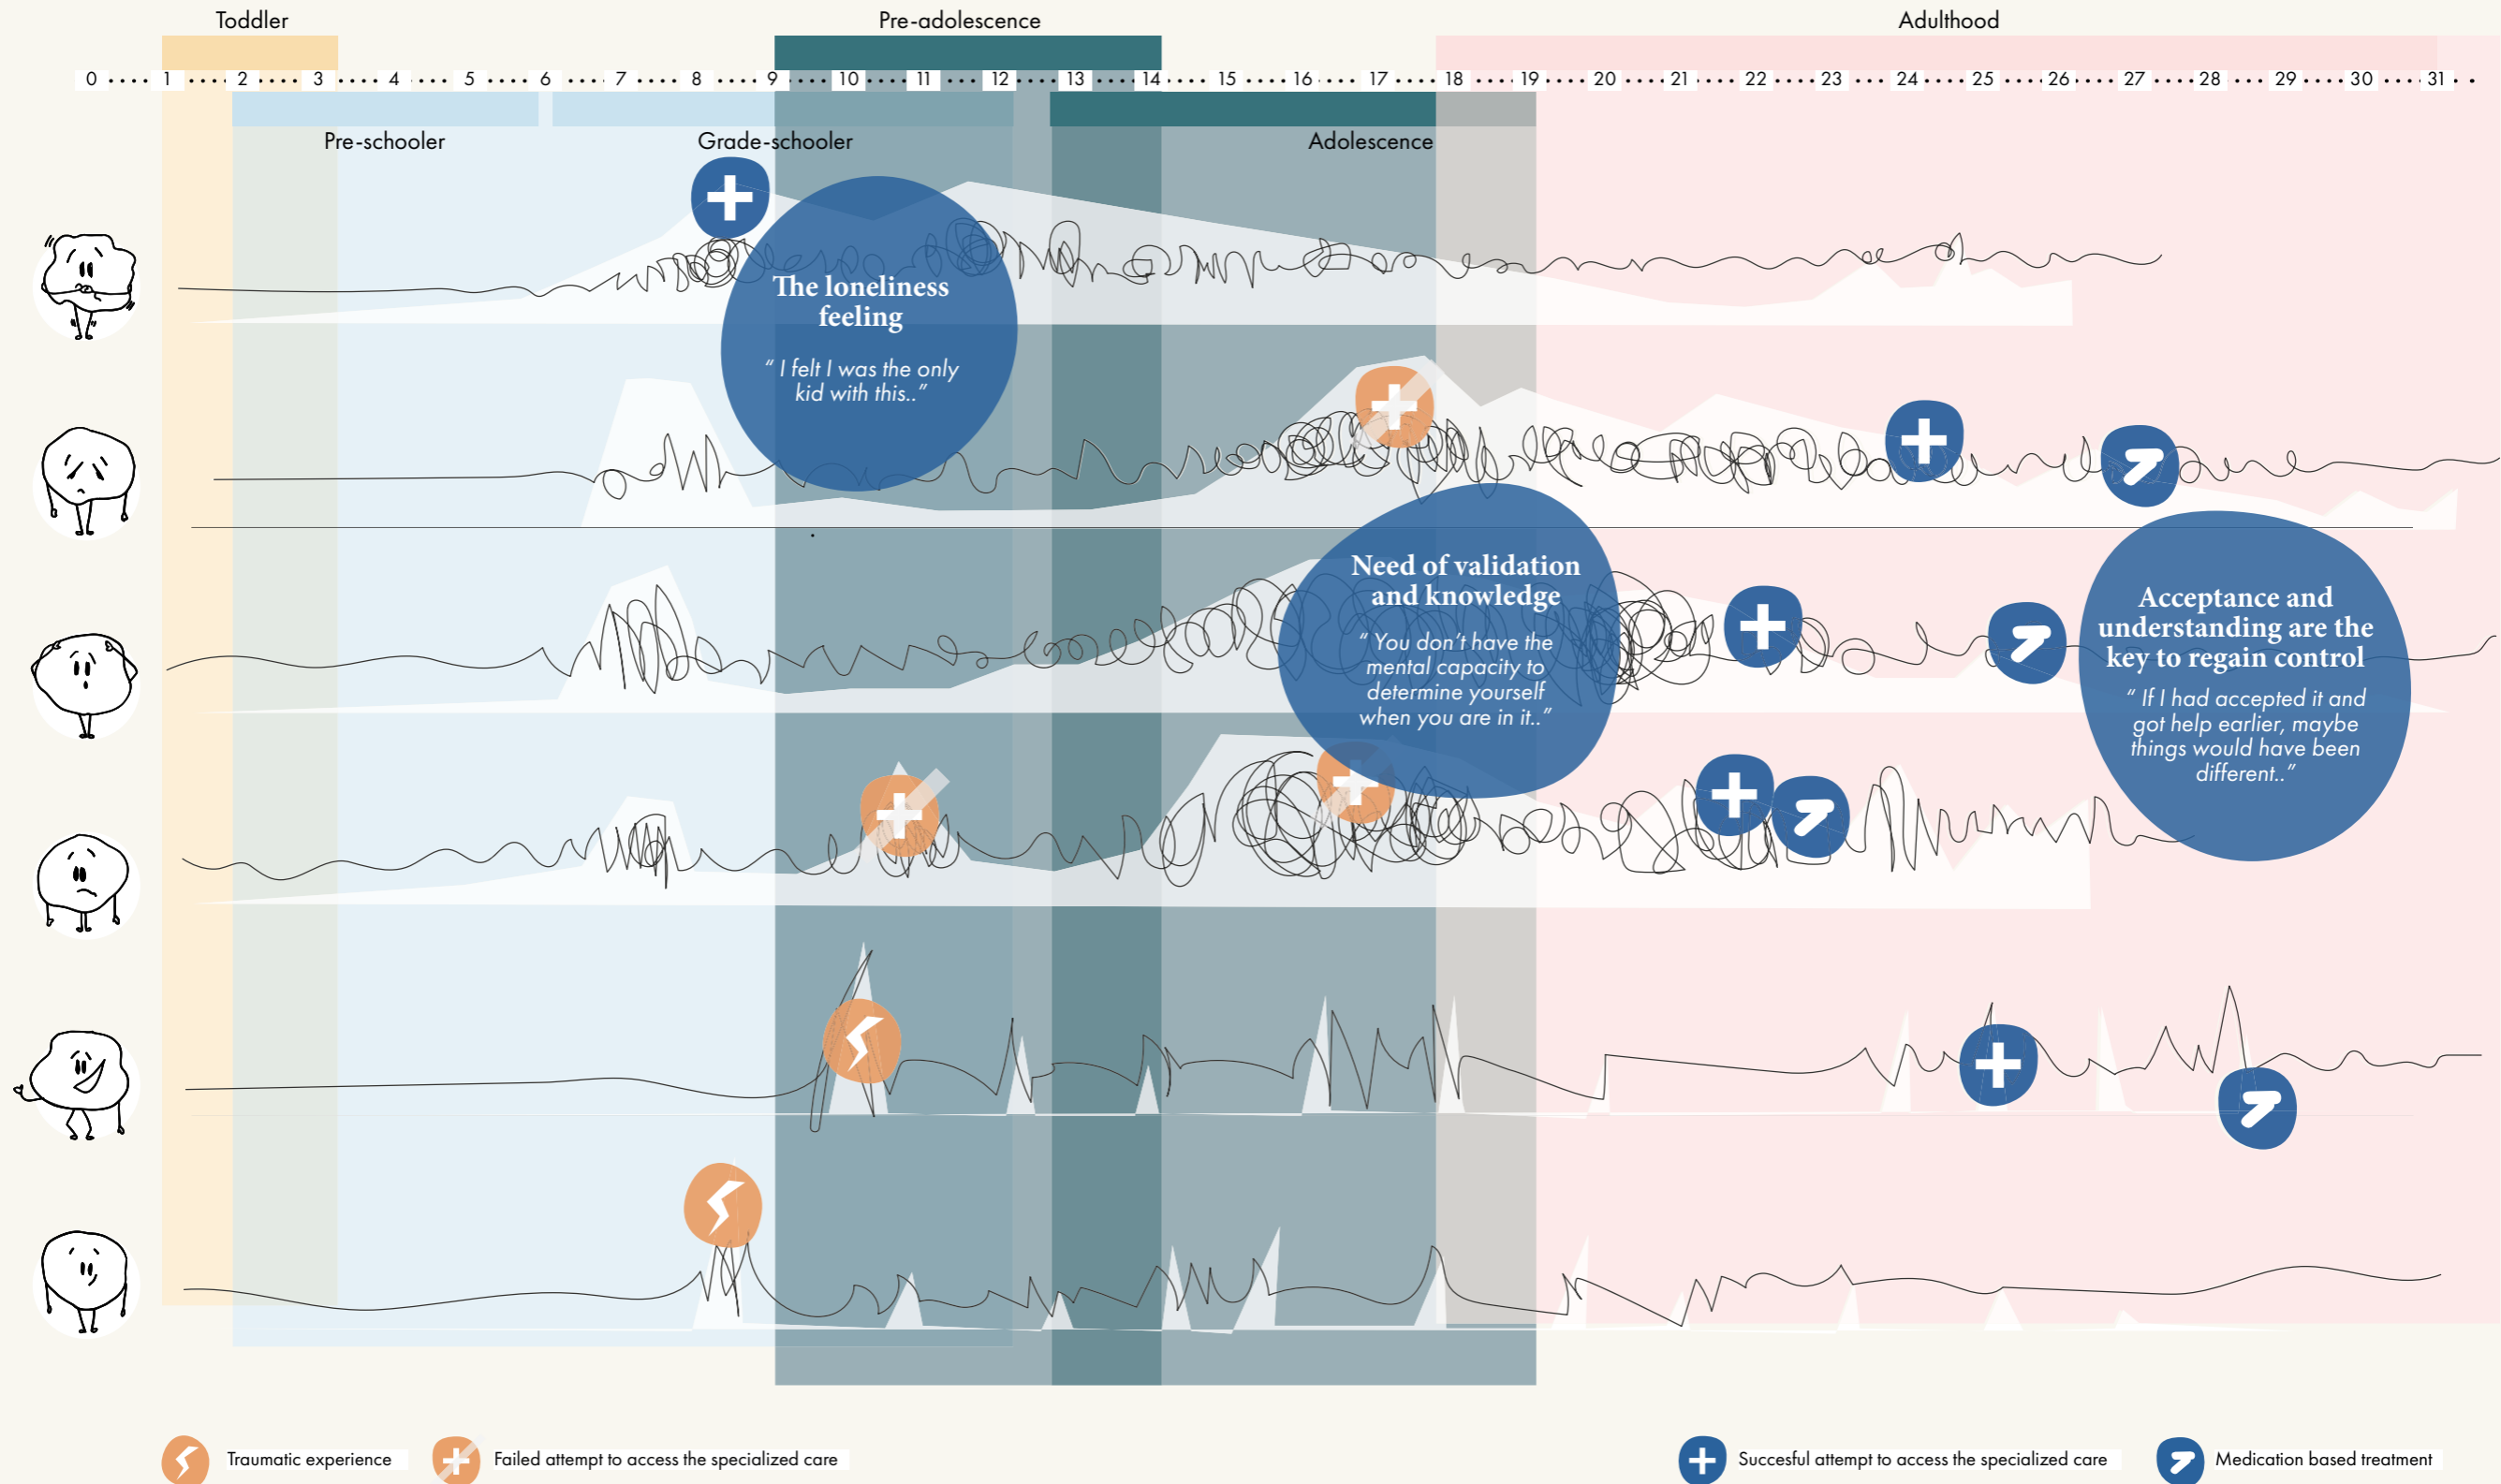 Toddler
Pre-adolescence
Adulthood
0 1 2 3 4 5 6 7 8 9 10 11 12 13 14 15 16 17 18 19 20 21 22 23 24 25 26 27 28 29 30 31
Pre-schooler
Grade-schooler
Adolescence
The loneliness
feeling
“ I felt I was the only
kid with this..”
Need of validation
and knowledge
“ You don’t have the
mental capacity to
determine yourself
when you are in it..”
Acceptance and
understanding are the
key to regain control
“ If I had accepted it and
got help earlier, maybe
things would have been
different..”
Traumatic experience
Failed attempt to access the specialized care
Succesful attempt to access the specialized care
Medication based treatment